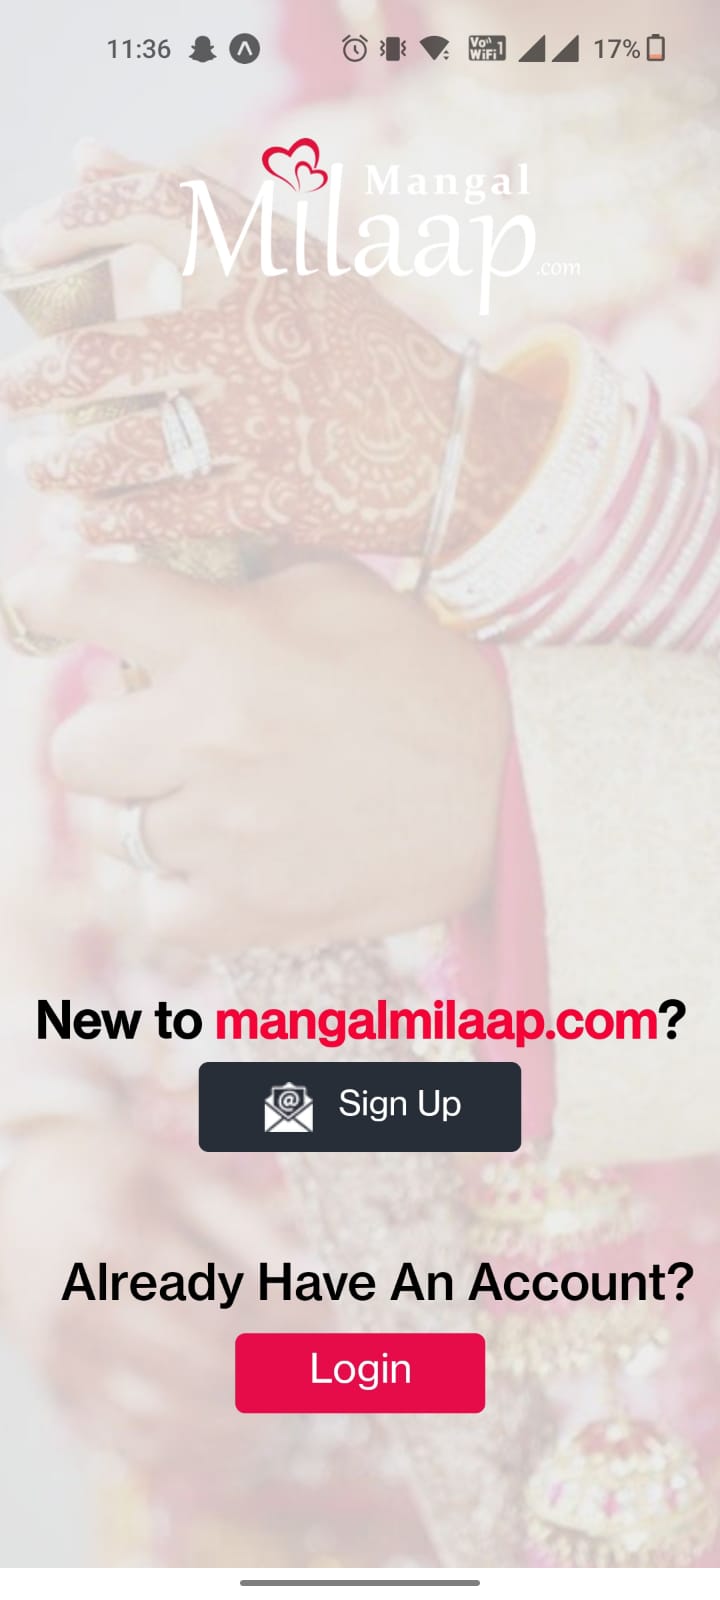 11:36
Vo WiFi 1
17%
Mangal
Milaap
.com
New to mangalmilaap.com?
@ Sign Up
Already Have An Account?
Login